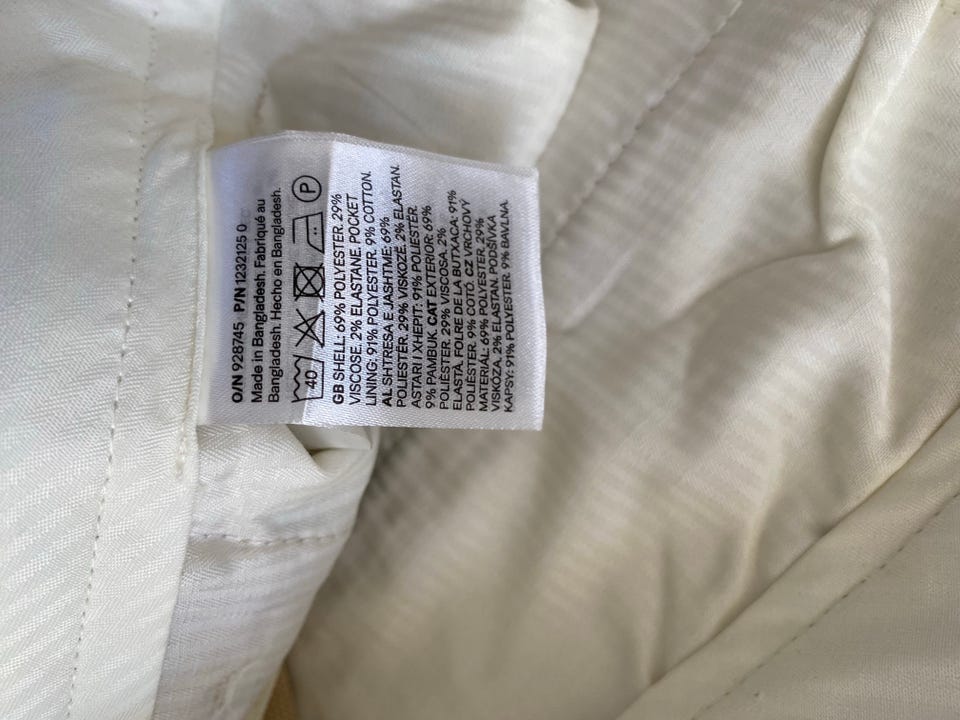 O/N 928745 P/N 1232125 0
Made in Bangladesh. Fabriqué au
Bangladesh. Hecho en Bangladesh.
40 P
GB SHELL: 69% POLYESTER. 29%
VISCOSE. 2% ELASTANE. POCKET
LINING: 91% POLYESTER. 9% COTTON.
AL SHTRESA E JASHTME: 69%
POLIESTËR. 29% VISKOZË. 2% ELASTAN.
ASTARI I XHEPIT: 91% POLIESTËR.
9% PAMBUK. CAT EXTERIOR: 69%
POLIÈSTER. 29% VISCOSA. 2%
ELASTÀ. FOLRE DE LA BUTXACA: 91%
POLIÈSTER. 9% COTÓ. CZ VRCHOVÝ
MATERIÁL: 69% POLYESTER. 29%
VISKÓZA. 2% ELASTAN. PODŠÍVKA
KAPSY: 91% POLYESTER. 9% BAVLNA.